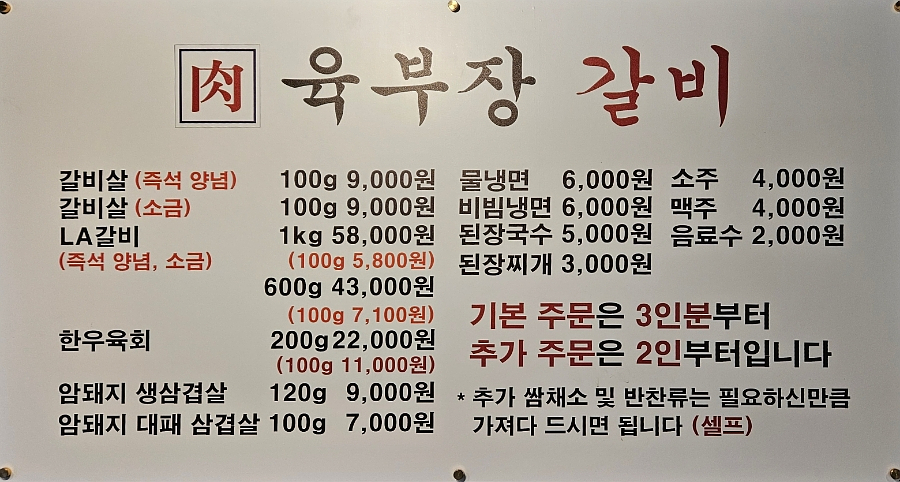 肉 육부장 갈비
갈비살 (즉석 양념) 100g 9,000원
갈비살 (소금) 100g 9,000원
LA갈비 1kg 58,000원
(즉석 양념, 소금) (100g 5,800원)
600g 43,000원
(100g 7,100원)
한우육회 200g 22,000원
(100g 11,000원)
암돼지 생삼겹살 120g 9,000원
암돼지 대패 삼겹살 100g 7,000원
물냉면 6,000원
비빔냉면 6,000원
된장국수 5,000원
된장찌개 3,000원
소주 4,000원
맥주 4,000원
음료수 2,000원
기본 주문은 3인분부터
추가 주문은 2인부터입니다
* 추가 쌈채소 및 반찬류는 필요하신만큼
가져다 드시면 됩니다 (셀프)